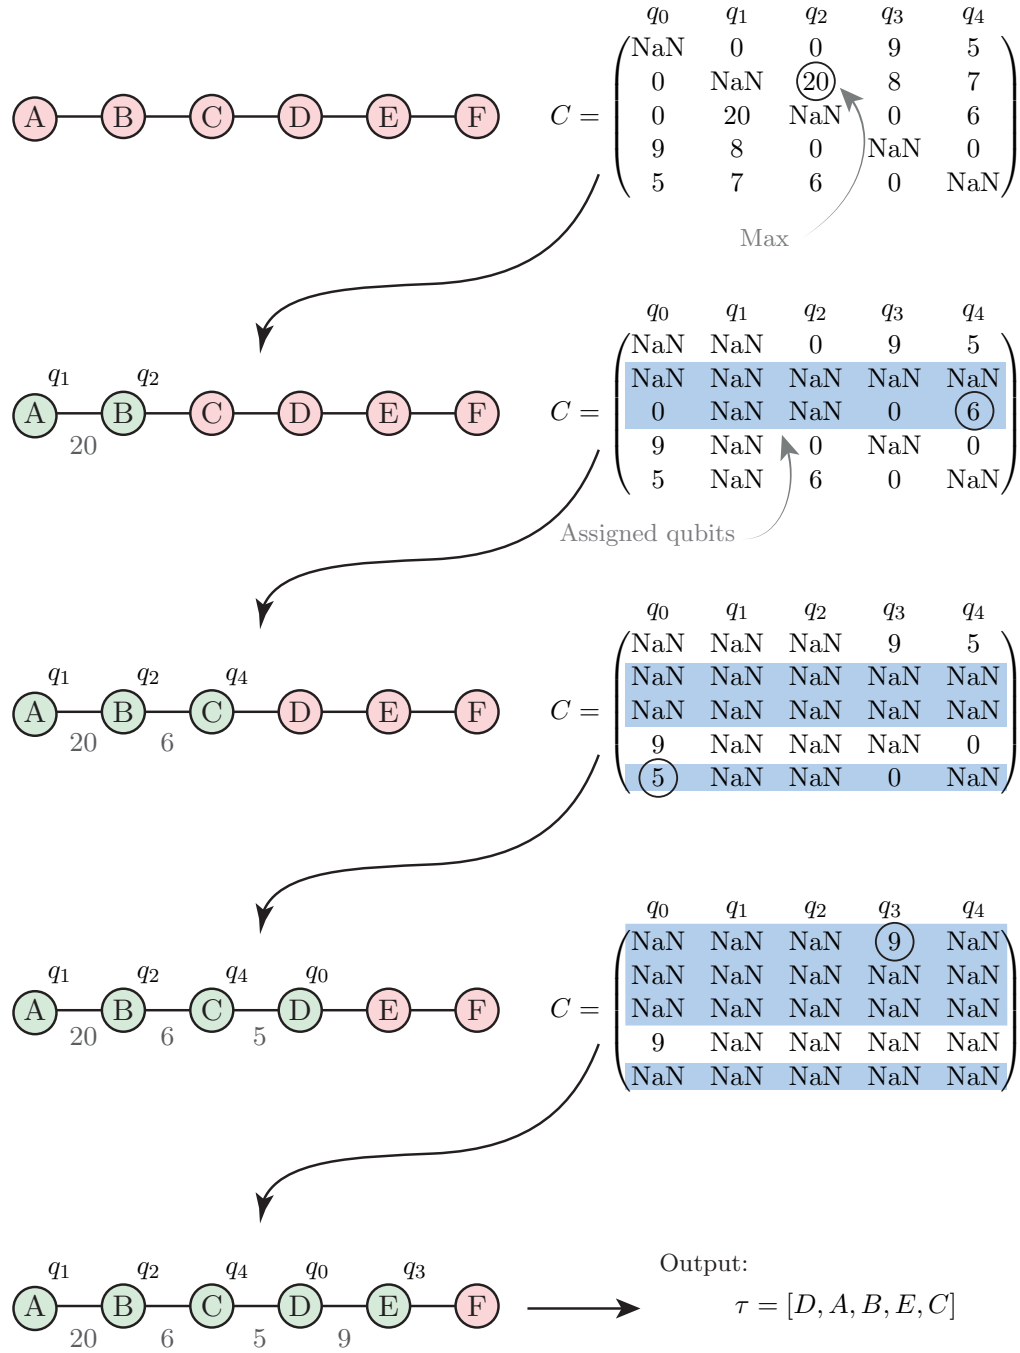 q0 q1 q2 q3 q4
NaN 0 0 9 5
0 NaN 20 8 7
A B C D E F C = 0 20 NaN 0 6
9 8 0 NaN 0
5 7 6 0 NaN
Max
q0 q1 q2 q3 q4
NaN NaN 0 9 5
q1 q2 NaN NaN NaN NaN NaN
A B C D E F C = 0 NaN NaN 0 6
20 9 NaN 0 NaN 0
5 NaN 6 0 NaN
Assigned qubits
q0 q1 q2 q3 q4
NaN NaN NaN 9 5
q1 q2 q4 NaN NaN NaN NaN NaN
A B C D E F C = NaN NaN NaN NaN NaN
20 6 9 NaN NaN NaN 0
5 NaN NaN 0 NaN
q0 q1 q2 q3 q4
NaN NaN NaN 9 NaN
q1 q2 q4 q0 NaN NaN NaN NaN NaN
A B C D E F C = NaN NaN NaN NaN NaN
20 6 5 9 NaN NaN NaN NaN
NaN NaN NaN NaN NaN
q1 q2 q4 q0 q3 Output:
A B C D E F τ = [D, A, B, E, C]
20 6 5 9